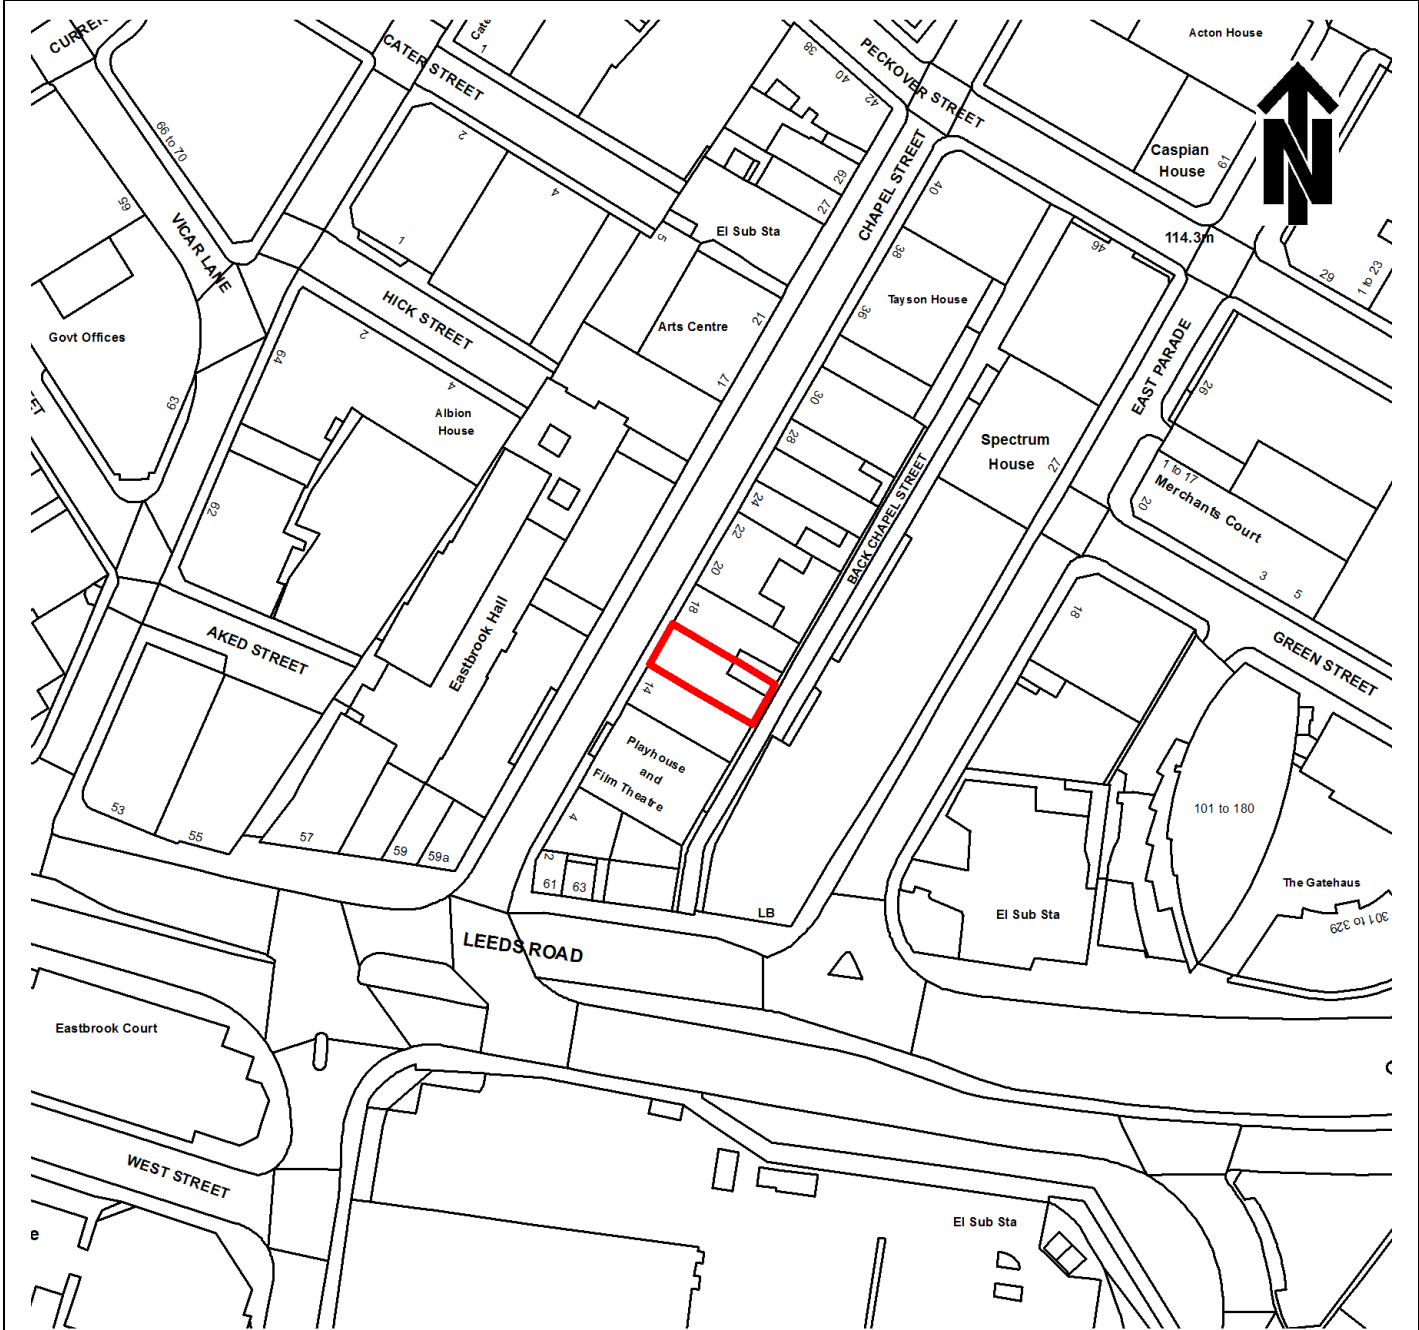 CATER STREET
1
PECKOVER STREET
Acton House
38
40
42
66 to 70
2
4
1
65
VICAR LANE
CHAPEL STREET
29
27
El Sub Sta
5
Caspian
House
61
N
114.3m
46
40
38
36
29
1 to 23
Govt Offices
63
HICK STREET
2
4
64
62
Albion
House
Arts Centre
21
17
Tayson House
30
28
24
22
20
18
14
BACK CHAPEL STREET
Spectrum
House
27
EAST PARADE
26
1 to 17
Merchants Court
20
3
5
GREEN STREET
18
AKED STREET
Eastbrook Hall
53
55
57
59
59a
Playhouse
and
Film Theatre
4
2
61
63
LB
LEEDS ROAD
El Sub Sta
101 to 180
The Gatehaus
301 to 329
Eastbrook Court
WEST STREET
El Sub Sta